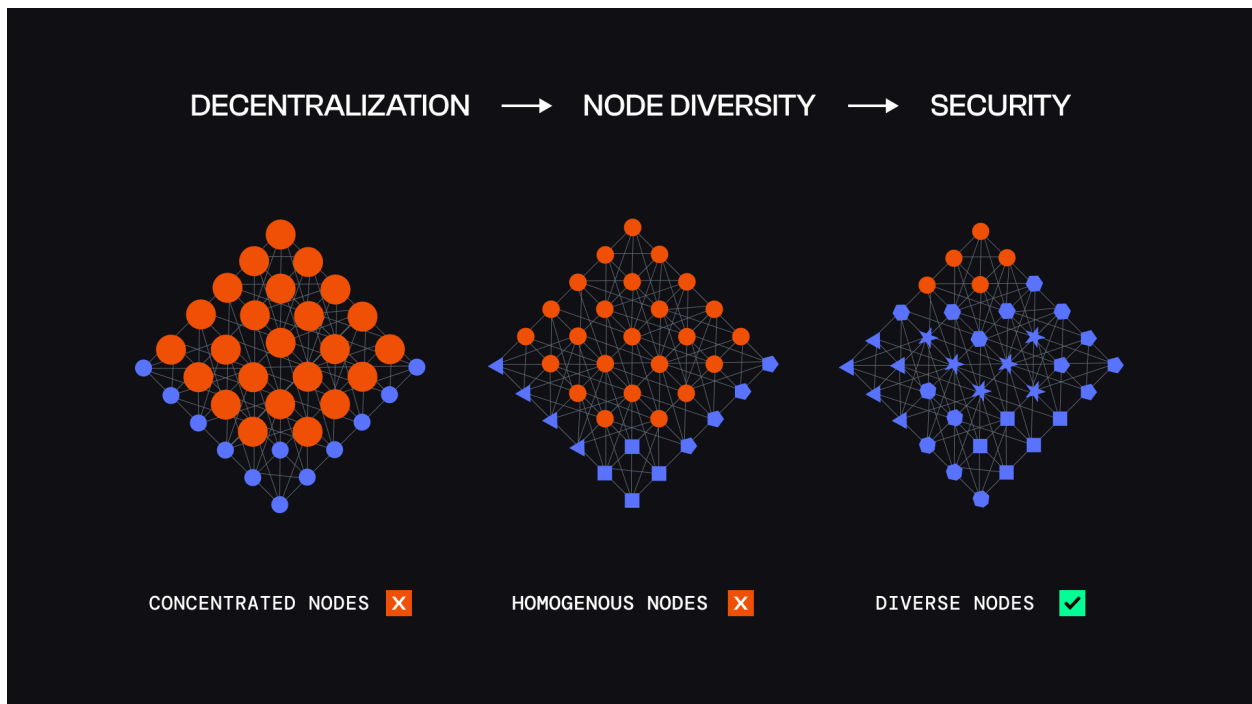 DECENTRALIZATION → NODE DIVERSITY → SECURITY
CONCENTRATED NODES X
HOMOGENOUS NODES X
DIVERSE NODES ✓